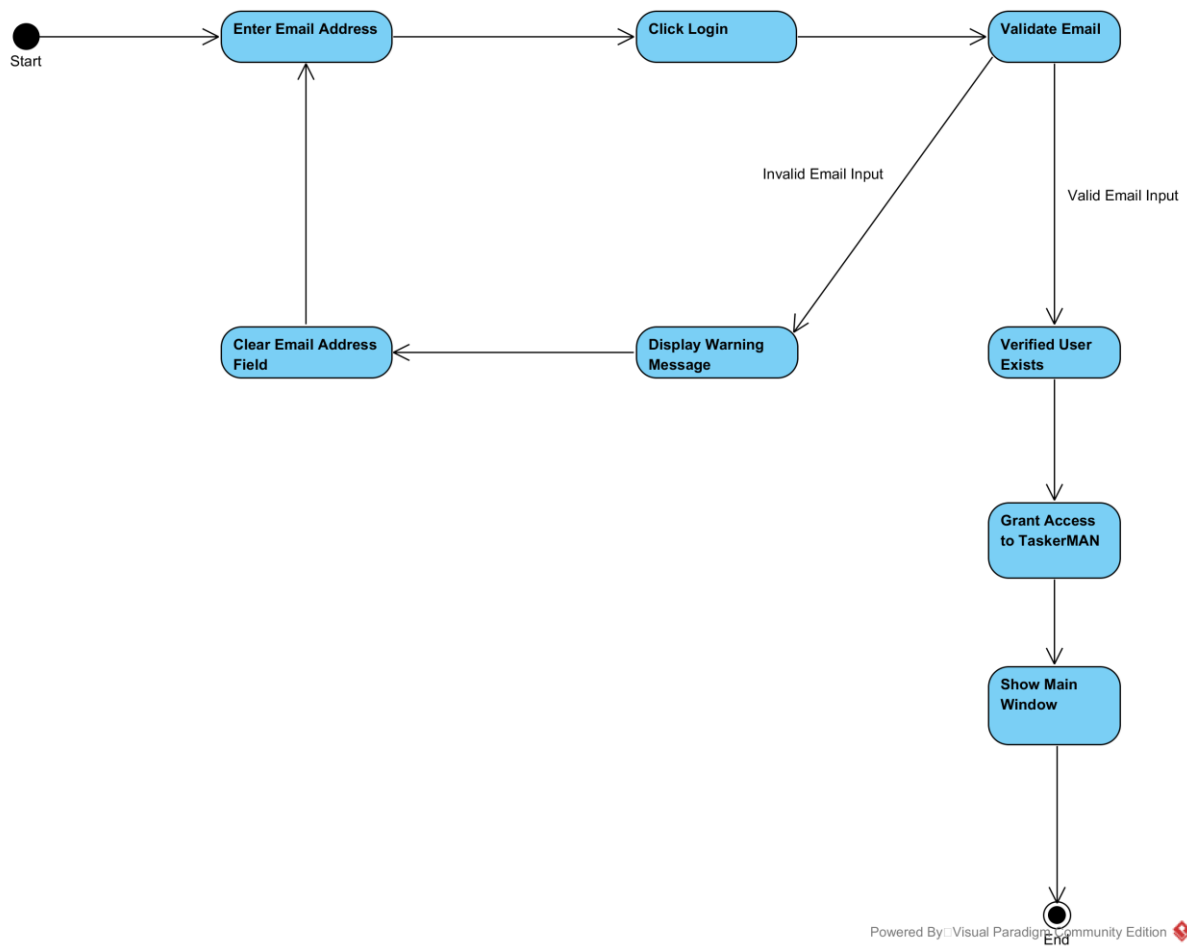 Enter Email Address
Click Login
Validate Email
Start
Invalid Email Input
Valid Email Input
Clear Email Address
Field
Display Warning
Message
Verified User
Exists
Grant Access
to TaskerMAN
Show Main
Window
Powered By□Visual Paradigm Community Edition
End